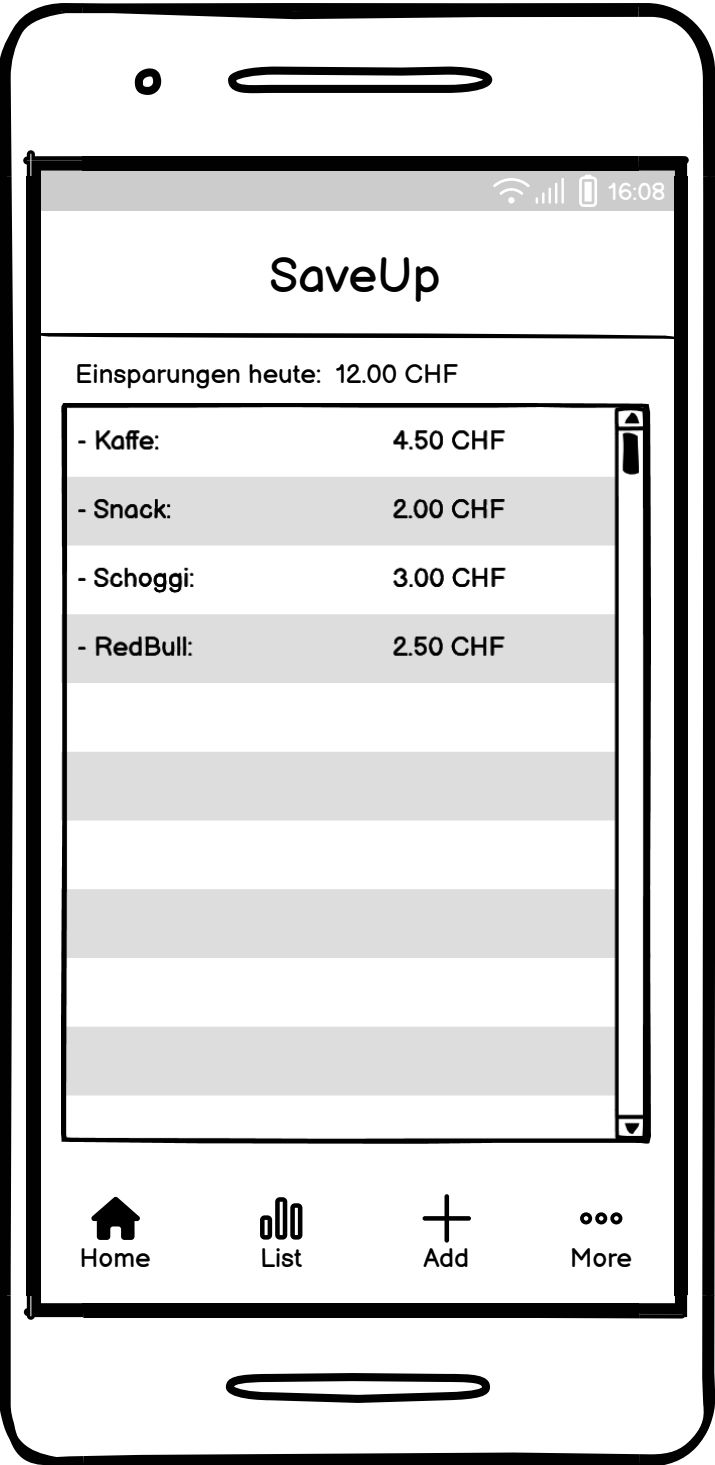 16:08
SaveUp
Einsparungen heute: 12.00 CHF
- Kaffe: 4.50 CHF
- Snack: 2.00 CHF
- Schoggi: 3.00 CHF
- RedBull: 2.50 CHF
Home List Add More